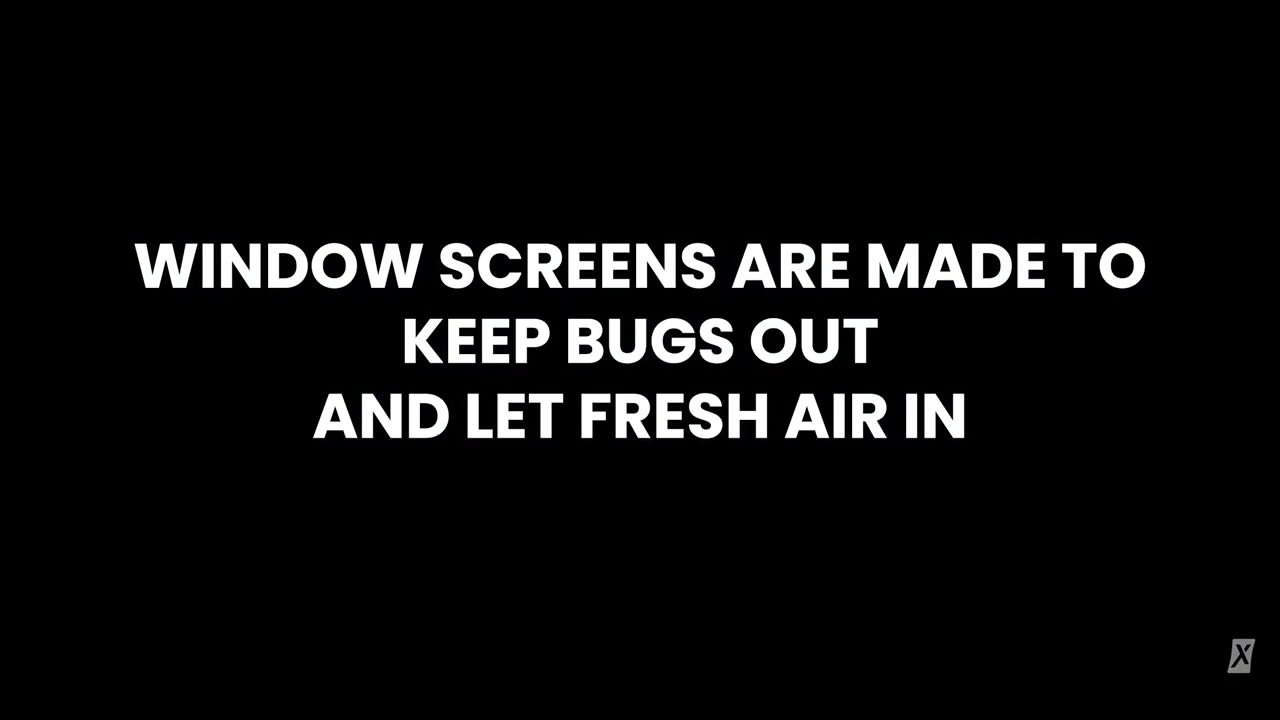 WINDOW SCREENS ARE MADE TO
KEEP BUGS OUT
AND LET FRESH AIR IN
X